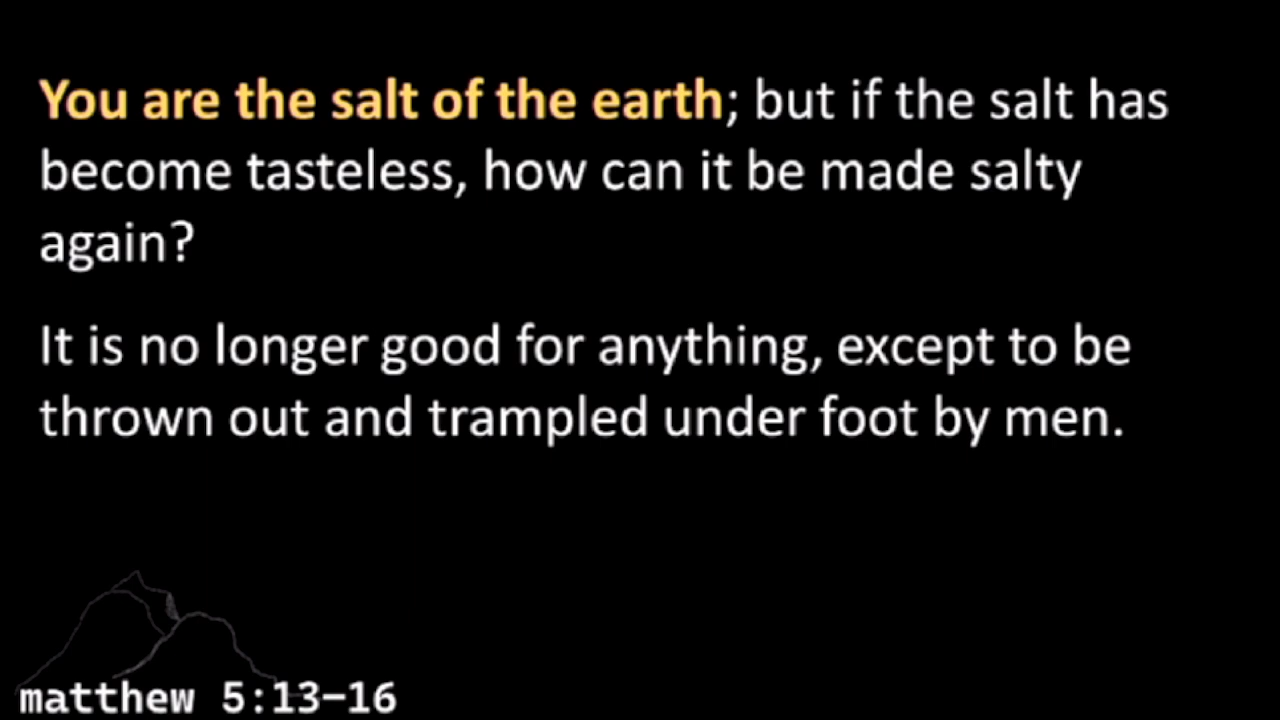 You are the salt of the earth; but if the salt has
become tasteless, how can it be made salty
again?
It is no longer good for anything, except to be
thrown out and trampled under foot by men.
matthew 5:13–16